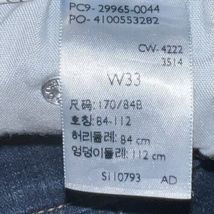 PC9- 29965-0044
PO- 4100553282
CW-4222
3514
W33
尺码:170/84B
호칭:84-112
허리둘레: 84 cm
엉덩이둘레: 112 cm
S110793 AD